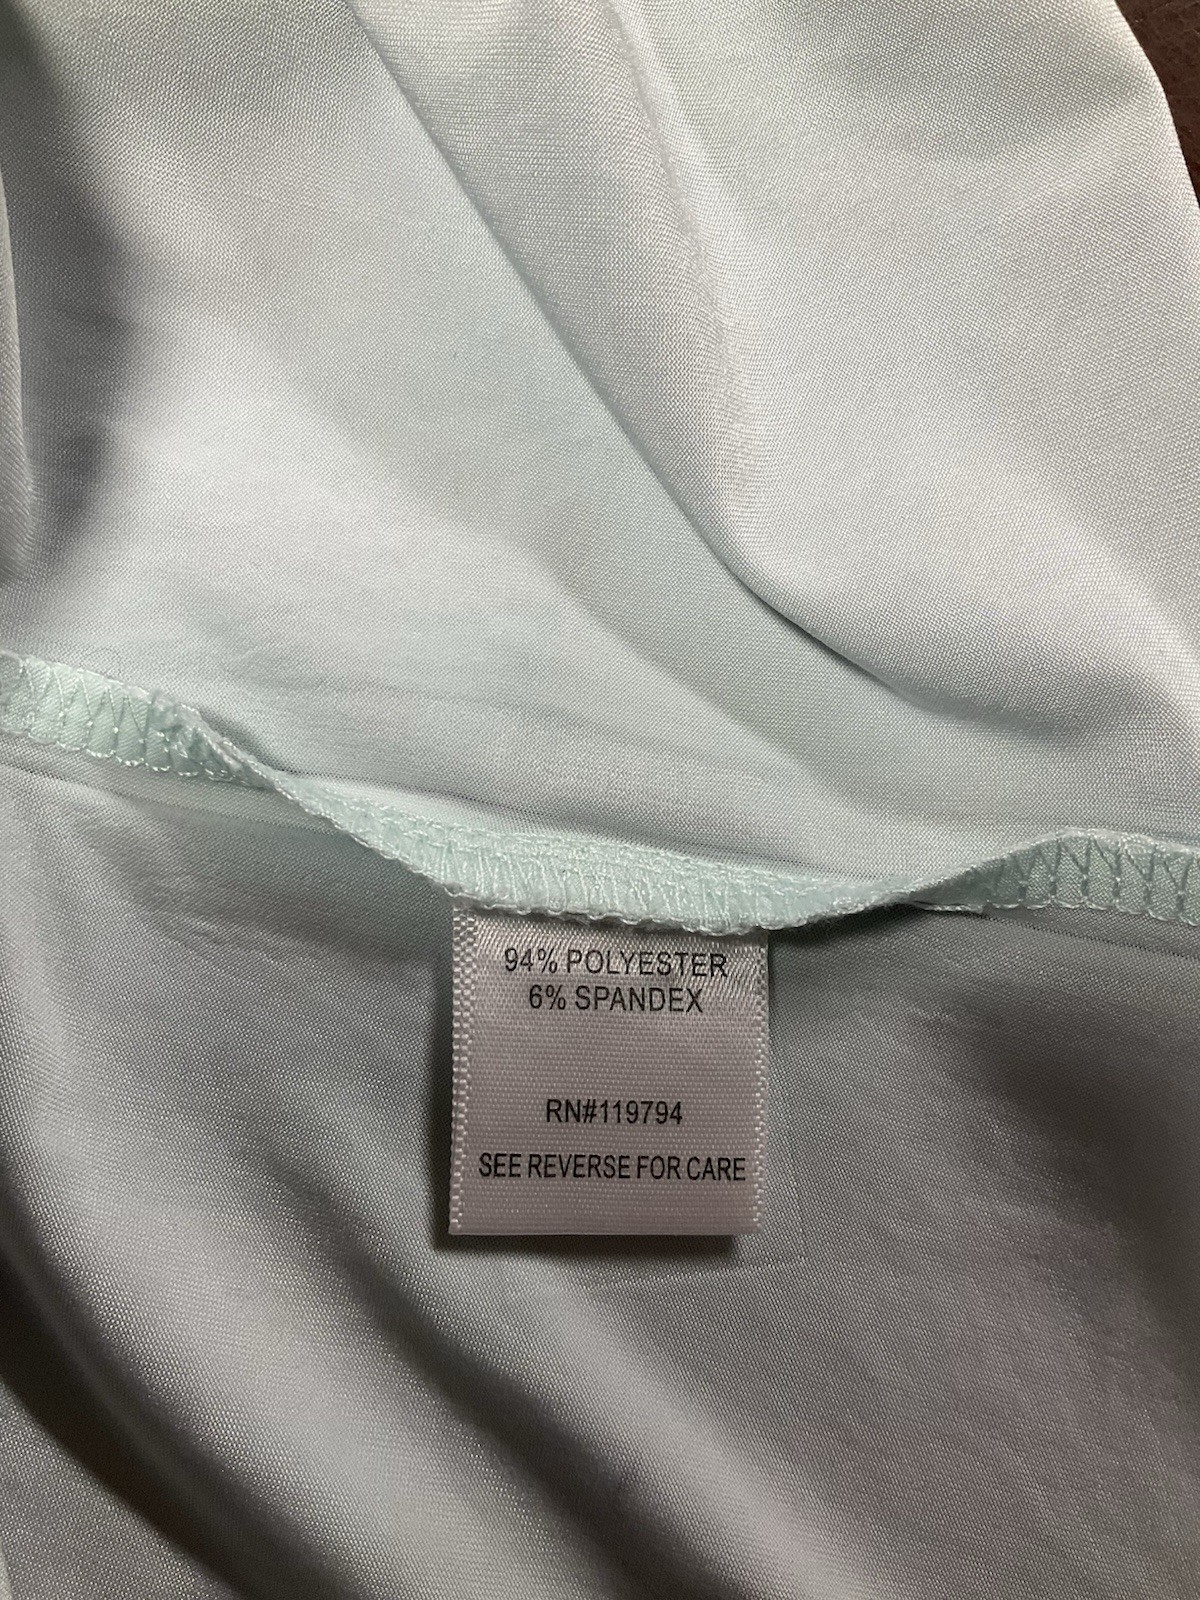 94% POLYESTER
6% SPANDEX
RN#119794
SEE REVERSE FOR CARE